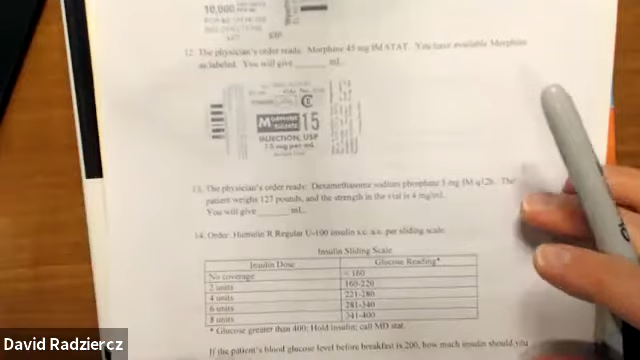 10,000
12. The physician's order reads: Morphine 45 mg IM STAT. You have available Morphine
as labeled. You will give ______ mL.
MORPHINE
SULFATE 15
INJECTION, USP
15 mg per mL
13. The physician's order reads: Dexamethasone sodium phosphate 5 mg IM q12h. The
patient weighs 127 pounds, and the strength in the vial is 4 mg/mL.
You will give ______ mL.
14. Order: Humulin R Regular U-100 insulin s.c. a.c. per sliding scale.
Insulin Sliding Scale
Insulin Dose Glucose Reading*
No coverage < 160
2 units 160-220
4 units 221-280
6 units 281-340
8 units 341-400
* Glucose greater than 400: Hold insulin; call MD stat.
If the patient's blood glucose level before breakfast is 200, how much insulin should you
David Radziercz